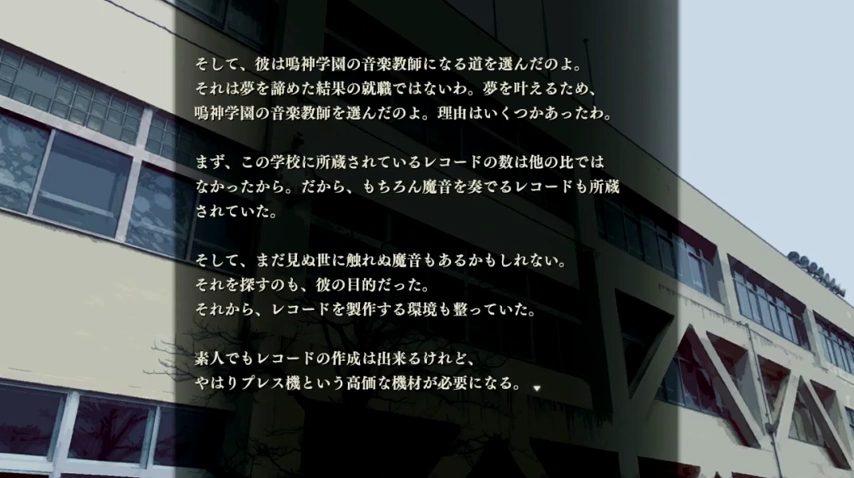 そして、彼は鳴神学園の音楽教師になる道を選んだのよ。
それは夢を諦めた結果の就職ではないわ。夢を叶えるため、
鳴神学園の音楽教師を選んだのよ。理由はいくつかあったわ。
まず、この学校に所蔵されているレコードの数は他の比では
なかったから。だから、もちろん魔音を奏でるレコードも所蔵
されていた。
そして、まだ見ぬ世に触れぬ魔音もあるかもしれない。
それを探すのも、彼の目的だった。
それから、レコードを製作する環境も整っていた。
素人でもレコードの作成は出来るけれど、
やはりプレス機という高価な機材が必要になる。